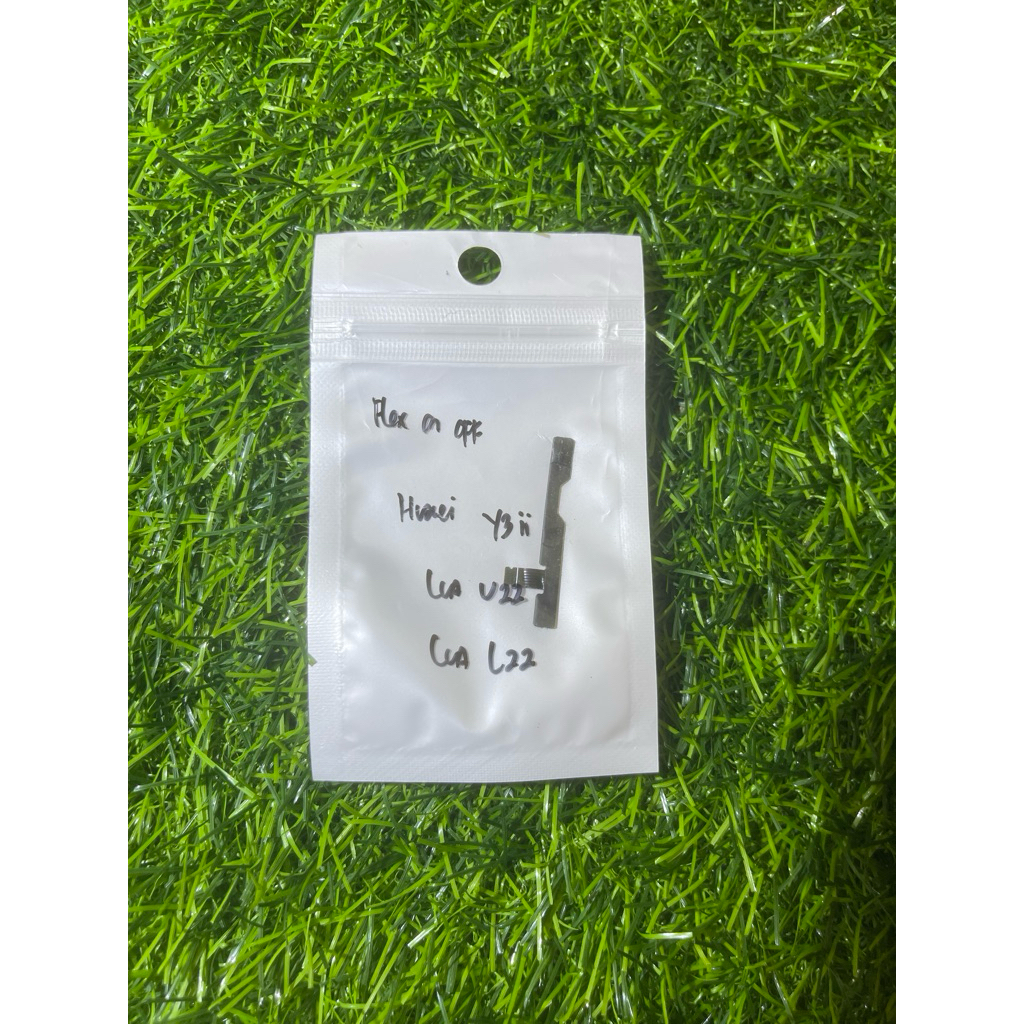 Flex on off
Huawei Y3 ii
LUA U22
LUA L22